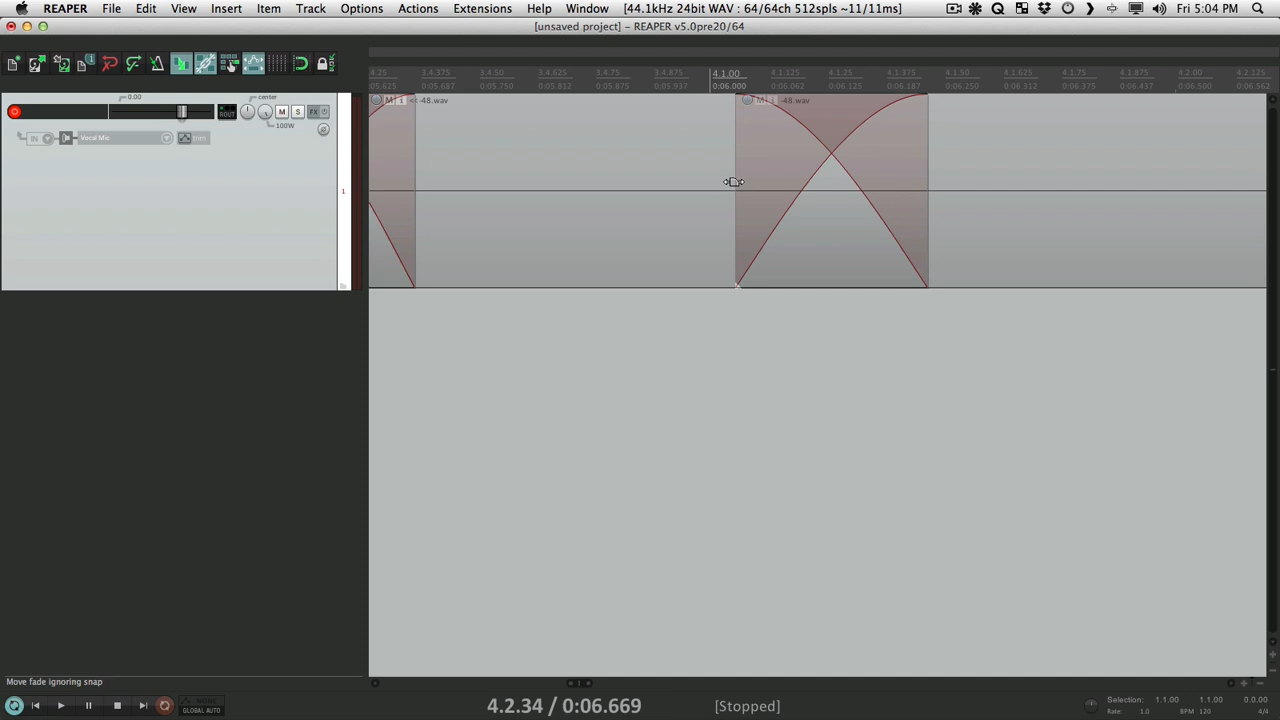 REAPER File Edit View Insert Item Track Options Actions Extensions Help Window [44.1kHz 24bit WAV : 64/64ch 512spls ~11/11ms] Fri 5:04 PM
[unsaved project] – REAPER v5.0pre20/64
4.25 3.4.375 3.4.50 3.4.625 3.4.75 3.4.875 4.1.00 4.1.125 4.1.25 4.1.375 4.1.50 4.1.625 4.1.75 4.1.875 4.2.00 4.2.125
05.625 0:05.687 0:05.750 0:05.812 0:05.875 0:05.937 0:06.000 0:06.062 0:06.125 0:06.187 0:06.250 0:06.312 0:06.375 0:06.437 0:06.500 0:06.562
0.00 center
M S FX
ROUT
100W
IN Vocal Mic trim
1
M 1 << -48.wav
M -48.wav
Move fade ignoring snap
NONE
GLOBAL AUTO
4.2.34 / 0:06.669 [Stopped]
Selection: 1.1.00 1.1.00 0.0.00
Rate: 1.0 BPM 120 4/4